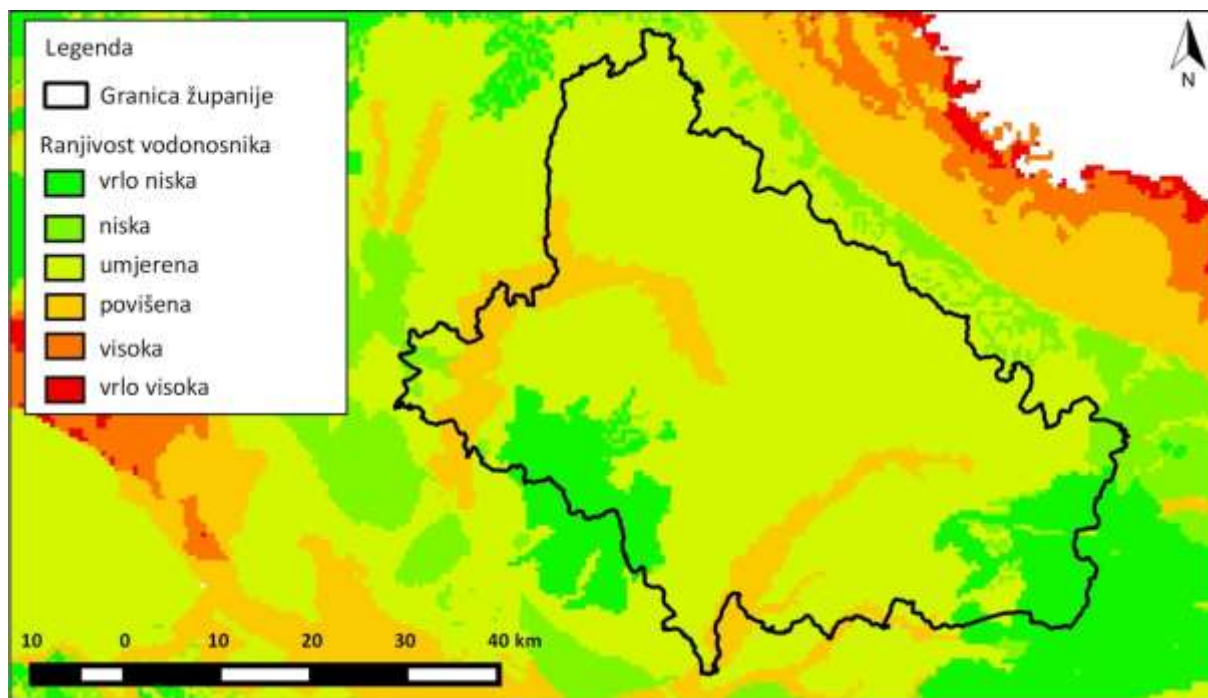 Legenda
Granica županije
Ranjivost vodonosnika
vrlo niska
niska
umjerena
povišena
visoka
vrlo visoka
N
10 0 10 20 30 40 km